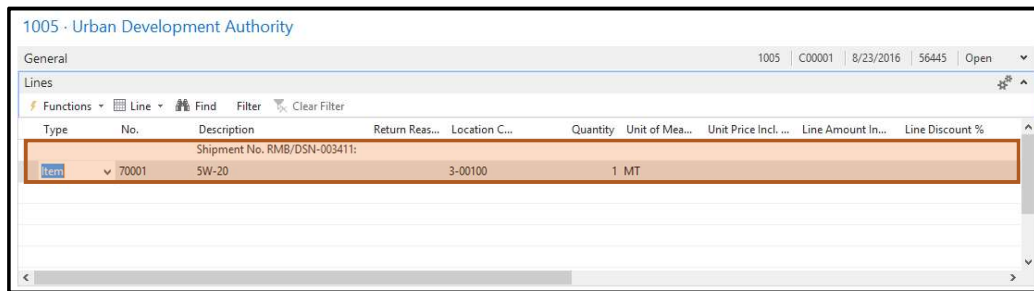 1005 · Urban Development Authority
General 1005 C00001 8/23/2016 56445 Open
Lines
Functions Line Find Filter Clear Filter
Type No. Description Return Reas... Location C... Quantity Unit of Mea... Unit Price Incl. ... Line Amount In... Line Discount %
Shipment No. RMB/DSN-003411:
Item 70001 5W-20 3-00100 1 MT